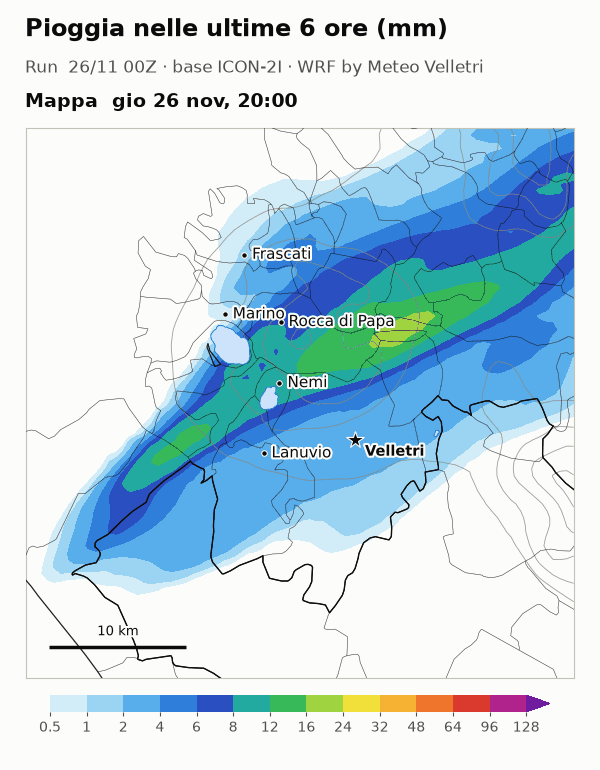 Pioggia nelle ultime 6 ore (mm)
Run  26/11 00Z · base ICON-2I · WRF by Meteo Velletri
Mappa  gio 26 nov, 20:00
Frascati
Marino
Rocca di Papa
Nemi
Velletri
Lanuvio
10 km
0.5 1 2 4 6 8 12 16 24 32 48 64 96 128